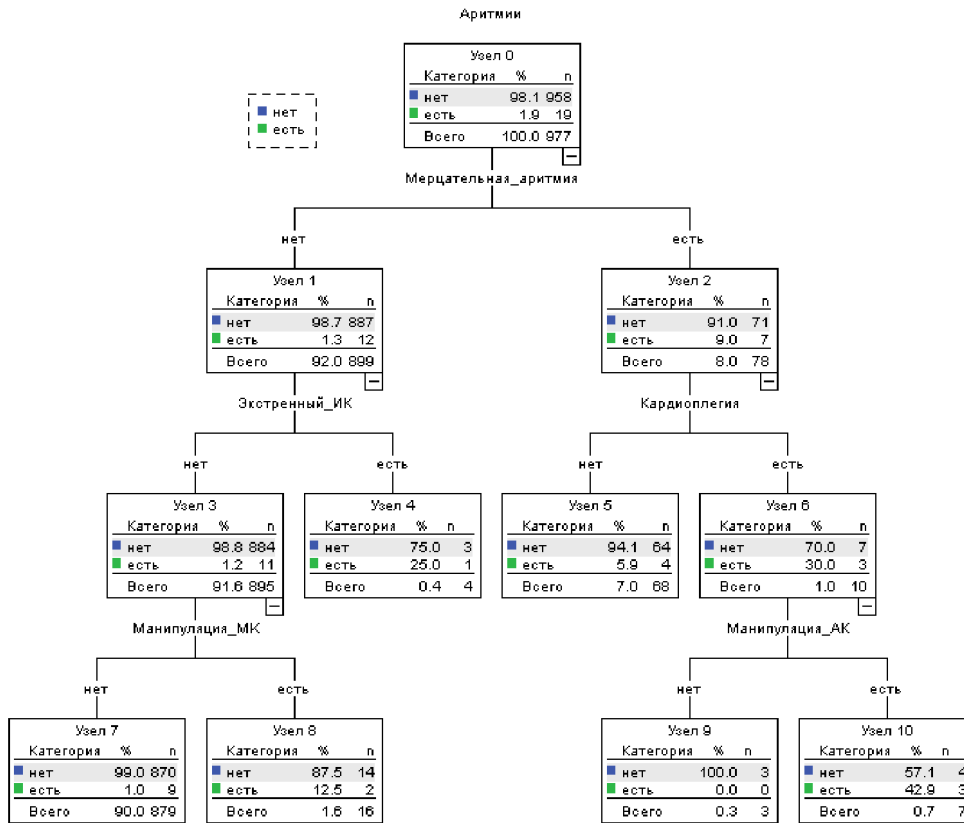 Аритмии
Узел 0
Категория % n
нет 98.1 958
есть 1.9 19
Всего 100.0 977
нет
есть
Мерцательная_аритмия
нет есть
Узел 1
Категория % n
нет 98.7 887
есть 1.3 12
Всего 92.0 899
Узел 2
Категория % n
нет 91.0 71
есть 9.0 7
Всего 8.0 78
Экстренный_ИК Кардиоплегия
нет есть нет есть
Узел 3
Категория % n
нет 98.8 884
есть 1.2 11
Всего 91.6 895
Узел 4
Категория % n
нет 75.0 3
есть 25.0 1
Всего 0.4 4
Узел 5
Категория % n
нет 94.1 64
есть 5.9 4
Всего 7.0 68
Узел 6
Категория % n
нет 70.0 7
есть 30.0 3
Всего 1.0 10
Манипуляция_МК Манипуляция_АК
нет есть нет есть
Узел 7
Категория % n
нет 99.0 870
есть 1.0 9
Всего 90.0 879
Узел 8
Категория % n
нет 87.5 14
есть 12.5 2
Всего 1.6 16
Узел 9
Категория % n
нет 100.0 3
есть 0.0 0
Всего 0.3 3
Узел 10
Категория % n
нет 57.1 4
есть 42.9 3
Всего 0.7 7